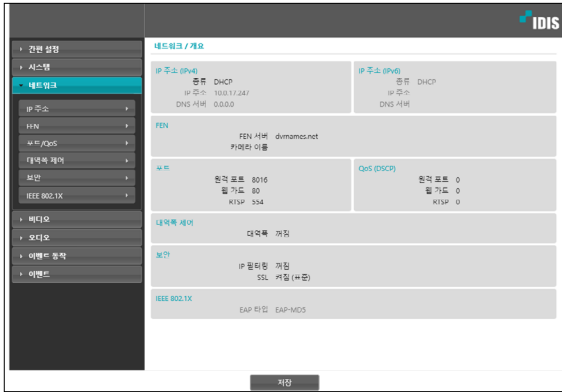 IDIS
간편 설정
시스템
네트워크
IP 주소
FEN
포트/QoS
대역폭 제어
보안
IEEE 802.1X
비디오
오디오
이벤트 동작
이벤트
네트워크 / 개요
IP 주소 (IPv4)
종류 DHCP
IP 주소 10.0.17.247
DNS 서버 0.0.0.0
IP 주소 (IPv6)
종류 DHCP
IP 주소
DNS 서버
FEN
FEN 서버 dvrnames.net
카메라 이름
포트
원격 포트 8016
웹 가드 80
RTSP 554
QoS (DSCP)
원격 포트 0
웹 가드 0
RTSP 0
대역폭 제어
대역폭 꺼짐
보안
IP 필터링 꺼짐
SSL 켜짐 (표준)
IEEE 802.1X
EAP 타입 EAP-MD5
저장